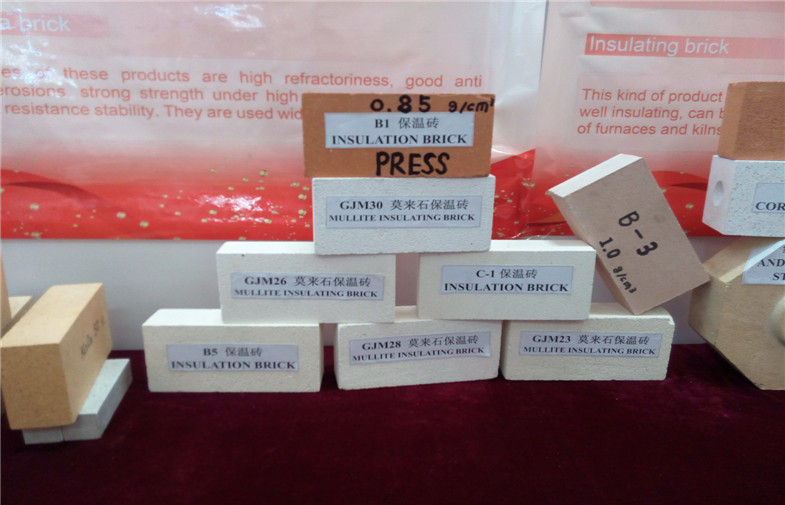 a brick
es of these products are high refractoriness, good anti
erosions, strong strength under high
resistance stability. They are used wid
Insulating brick
This kind of product
well insulating, can b
of furnaces and kilns
0.85 g/cm³
B1 保温砖
INSULATION BRICK
PRESS
GJM30 莫来石保温砖
MULLITE INSULATING BRICK
B-3
1.0 g/cm³
GJM26 莫来石保温砖
MULLITE INSULATING BRICK
C-1 保温砖
INSULATION BRICK
B5 保温砖
INSULATION BRICK
GJM28 莫来石保温砖
MULLITE INSULATING BRICK
GJM23 莫来石保温砖
MULLITE INSULATING BRICK
COR
AND
ST